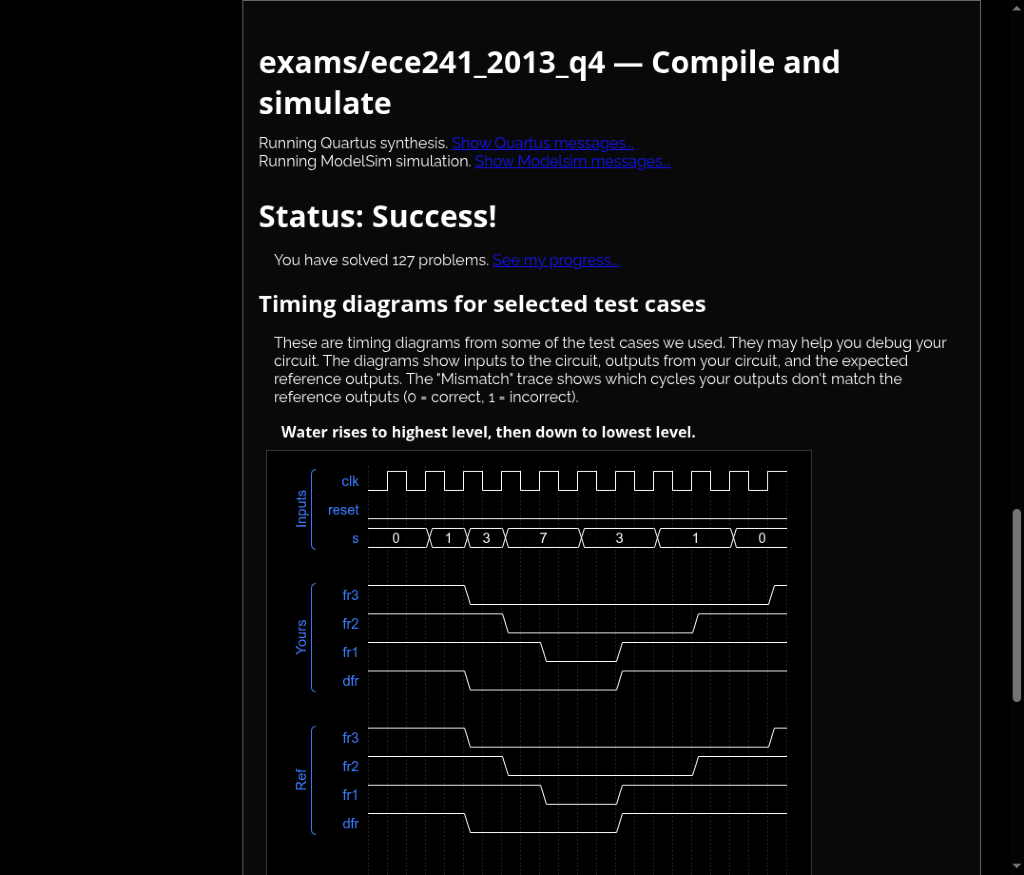 exams/ece241_2013_q4 — Compile and
simulate
Running Quartus synthesis. Show Quartus messages...
Running ModelSim simulation. Show Modelsim messages...
Status: Success!
You have solved 127 problems. See my progress...
Timing diagrams for selected test cases
These are timing diagrams from some of the test cases we used. They may help you debug your
circuit. The diagrams show inputs to the circuit, outputs from your circuit, and the expected
reference outputs. The "Mismatch" trace shows which cycles your outputs don't match the
reference outputs (0 = correct, 1 = incorrect).
Water rises to highest level, then down to lowest level.
Inputs
clk
reset
s 0 1 3 7 3 1 0
Yours
fr3
fr2
fr1
dfr
Ref
fr3
fr2
fr1
dfr